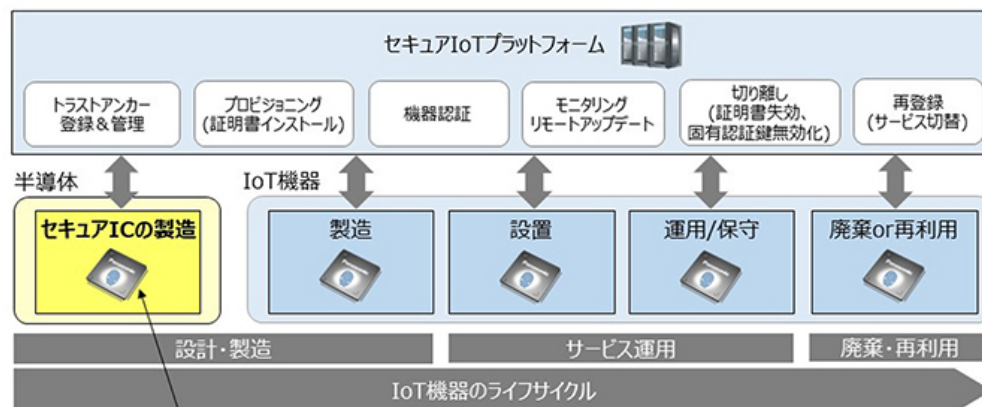 セキュアIoTプラットフォーム
トラストアンカー
登録&管理
プロビジョニング
(証明書インストール)
機器認証
モニタリング
リモートアップデート
切り離し
(証明書失効、
固有認証鍵無効化)
再登録
(サービス切替)
半導体
IoT機器
セキュアICの製造
製造
設置
運用/保守
廃棄or再利用
設計・製造
サービス運用
廃棄・再利用
IoT機器のライフサイクル